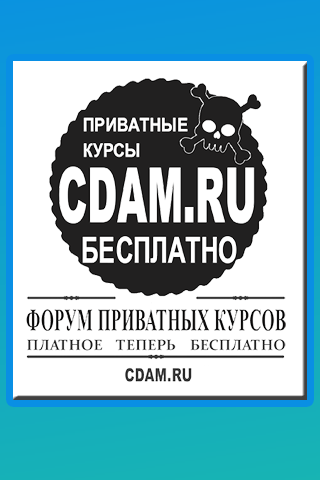 ПРИВАТНЫЕ
КУРСЫ
CDAM.RU
БЕСПЛАТНО
ФОРУМ ПРИВАТНЫХ КУРСОВ
ПЛАТНОЕ ТЕПЕРЬ БЕСПЛАТНО
CDAM.RU